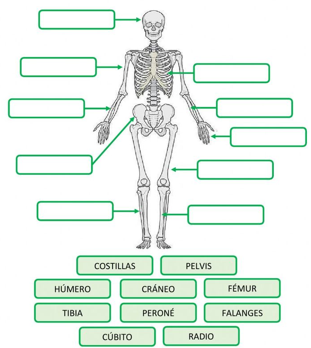 COSTILLAS PELVIS
HÚMERO CRÁNEO FÉMUR
TIBIA PERONÉ FALANGES
CÚBITO RADIO